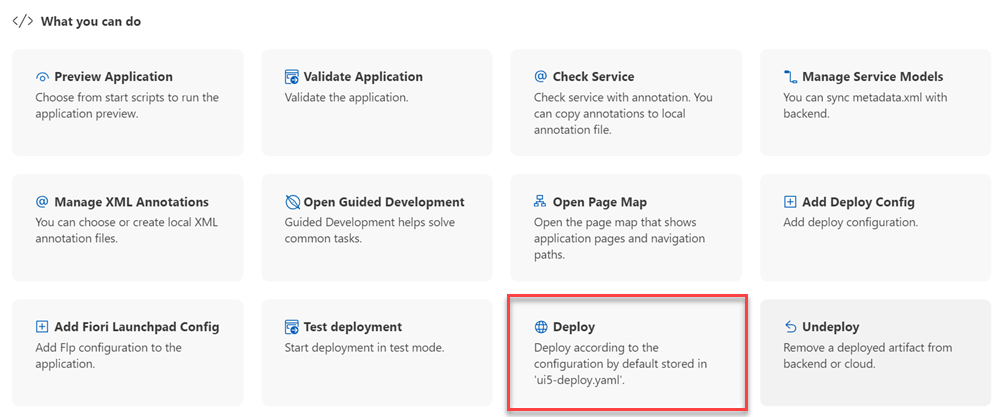 </> What you can do
Preview Application
Choose from start scripts to run the
application preview.
Validate Application
Validate the application.
Check Service
Check service with annotation. You
can copy annotations to local
annotation file.
Manage Service Models
You can sync metadata.xml with
backend.
Manage XML Annotations
You can choose or create local XML
annotation files.
Open Guided Development
Guided Development helps solve
common tasks.
Open Page Map
Open the page map that shows
application pages and navigation
paths.
Add Deploy Config
Add deploy configuration.
Add Fiori Launchpad Config
Add Flp configuration to the
application.
Test deployment
Start deployment in test mode.
Deploy
Deploy according to the
configuration by default stored in
'ui5-deploy.yaml'.
Undeploy
Remove a deployed artifact from
backend or cloud.